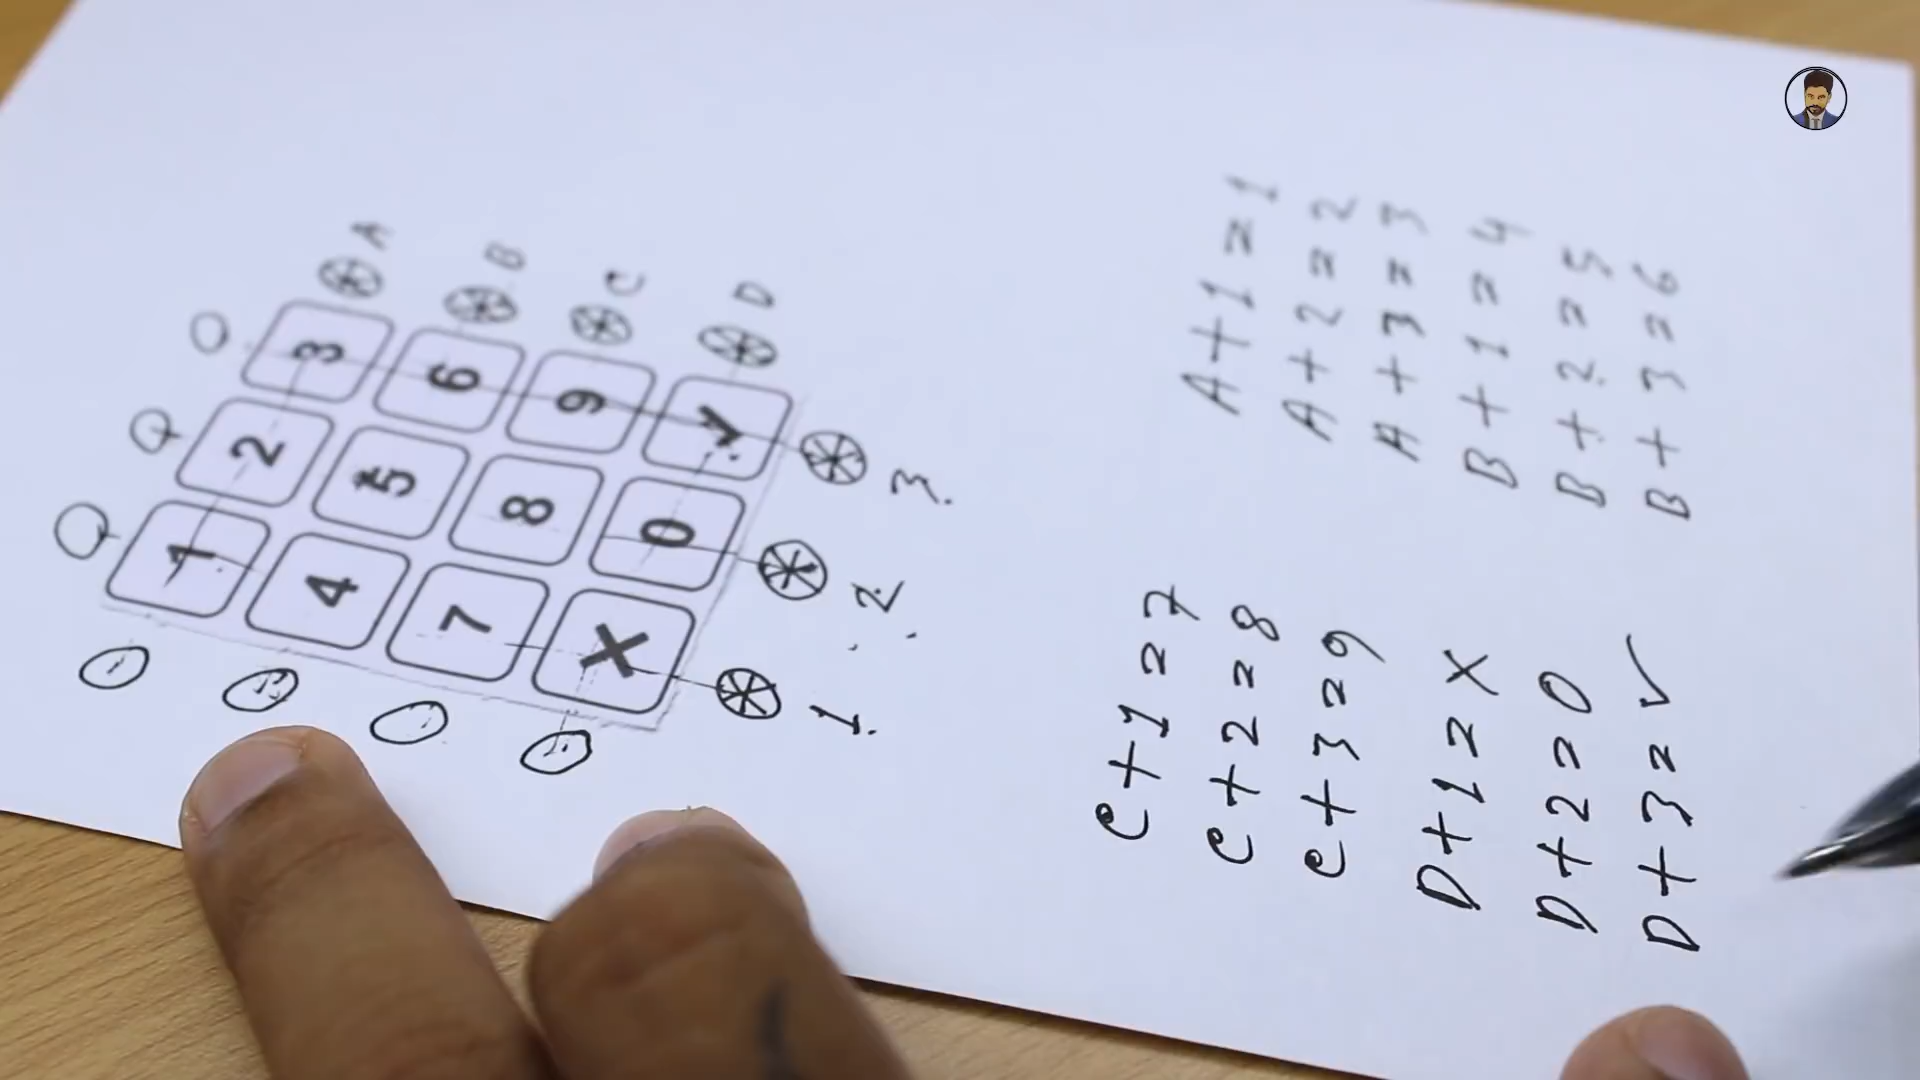 A
B
C
D
3 6 9 ✓
2 5 8 0
1 4 7 X
3.
2.
1.
A+1=1
A+2=2
A+3=3
B+1=4
B+2=5
B+3=6
C+1=7
C+2=8
C+3=9
D+1=X
D+2=0
D+3=✓